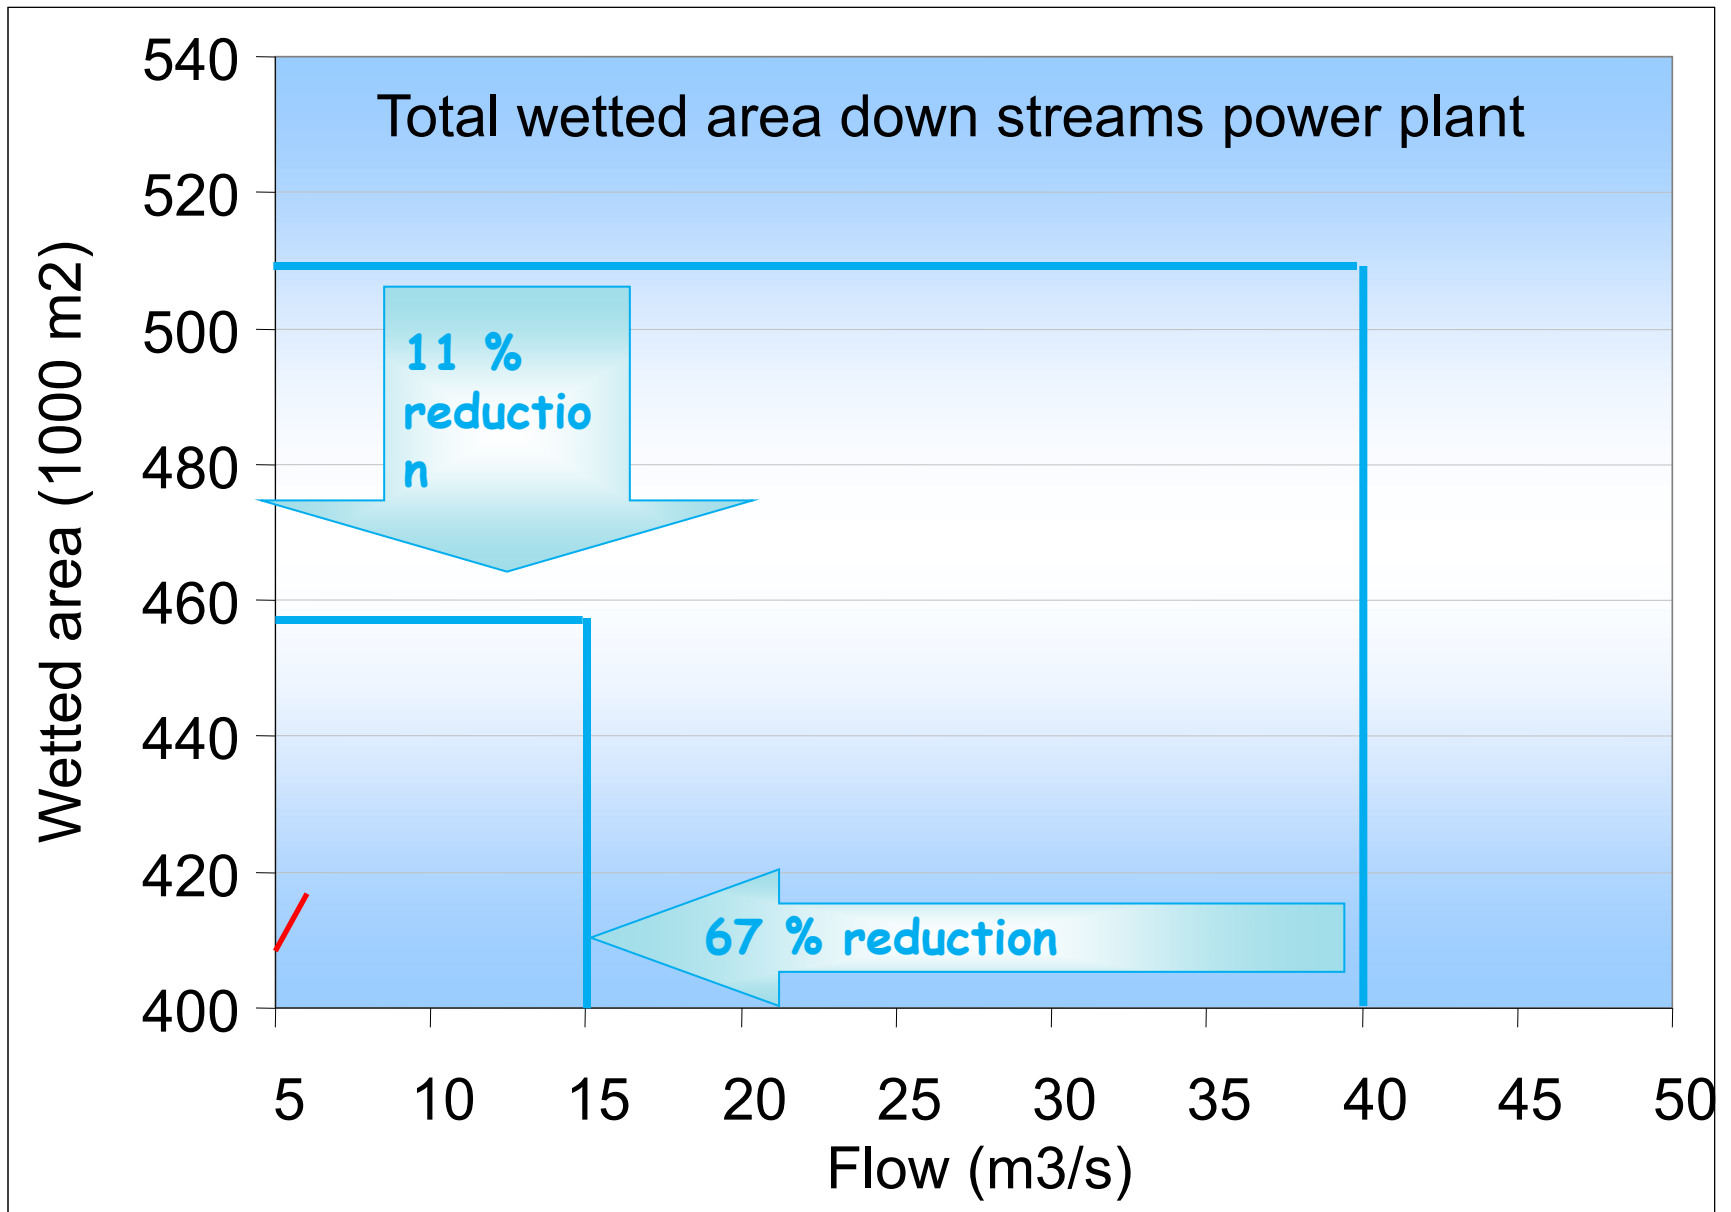 Total wetted area down streams power plant
Wetted area (1000 m2)
540
520
500
480
460
440
420
400
11 %
reductio
n
67 % reduction
5 10 15 20 25 30 35 40 45 50
Flow (m3/s)